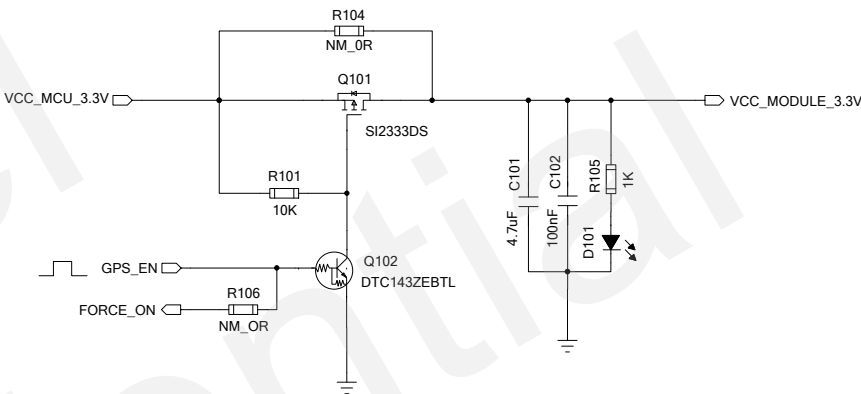 R104
NM_0R
Q101
VCC_MCU_3.3V
VCC_MODULE_3.3V
SI2333DS
R101
10K
C101
4.7uF
C102
100nF
R105
1K
D101
GPS_EN
Q102
DTC143ZEBTL
R106
FORCE_ON
NM_OR